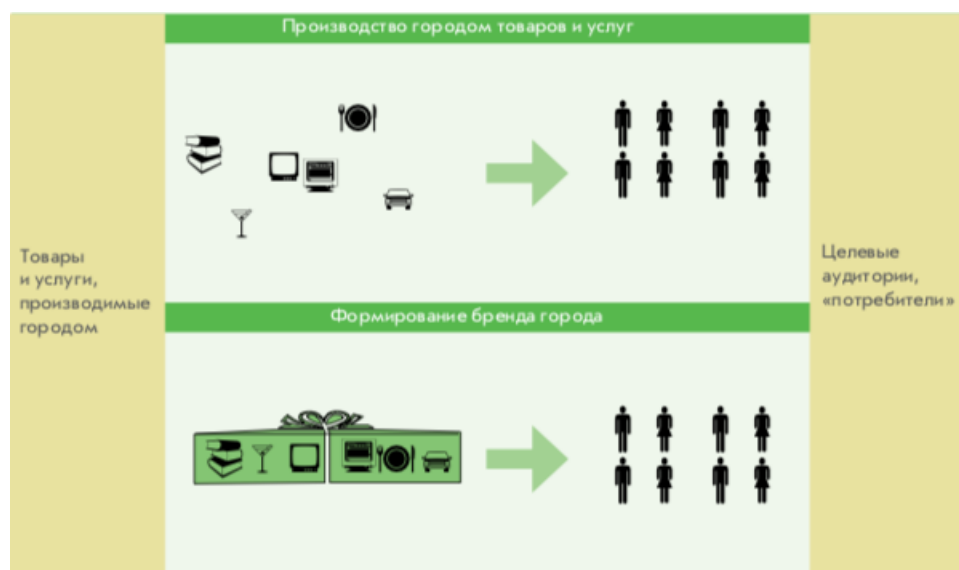 Производство городом товаров и услуг
Товары
и услуги,
производимые
городом
Целевые
аудитории,
«потребители»
Формирование бренда города